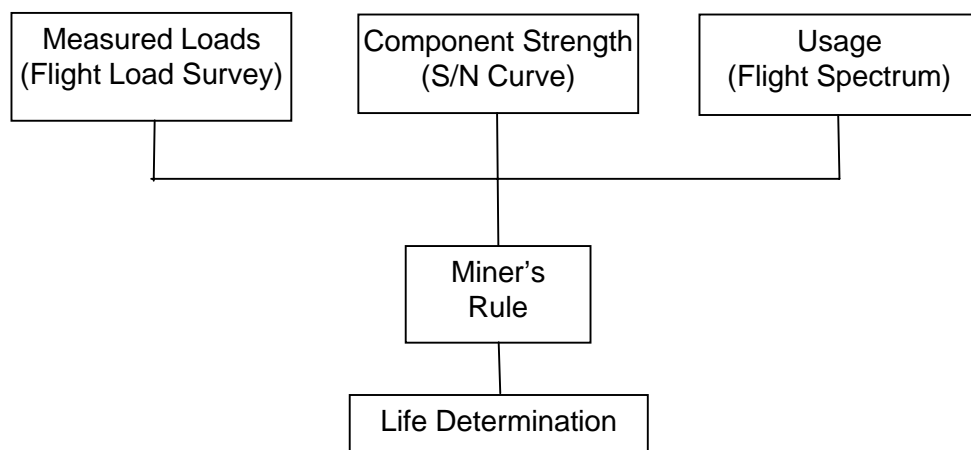 Measured Loads
(Flight Load Survey)
Component Strength
(S/N Curve)
Usage
(Flight Spectrum)
Miner’s
Rule
Life Determination